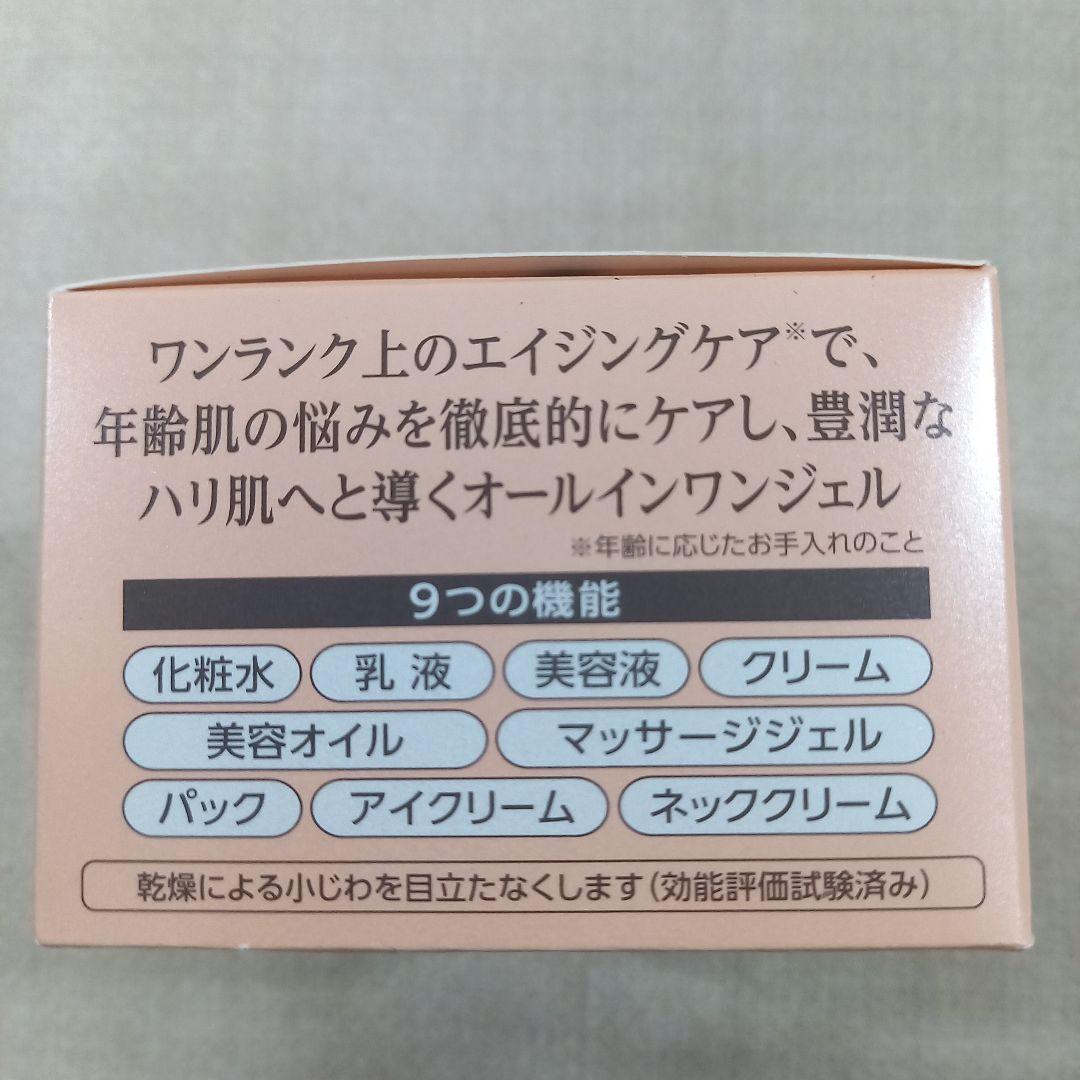 ワンランク上のエイジングケア※で、
年齢肌の悩みを徹底的にケアし、豊潤な
ハリ肌へと導くオールインワンジェル
※年齢に応じたお手入れのこと
9つの機能
化粧水 乳液 美容液 クリーム
美容オイル マッサージジェル
パック アイクリーム ネッククリーム
乾燥による小じわを目立たなくします(効能評価試験済み)